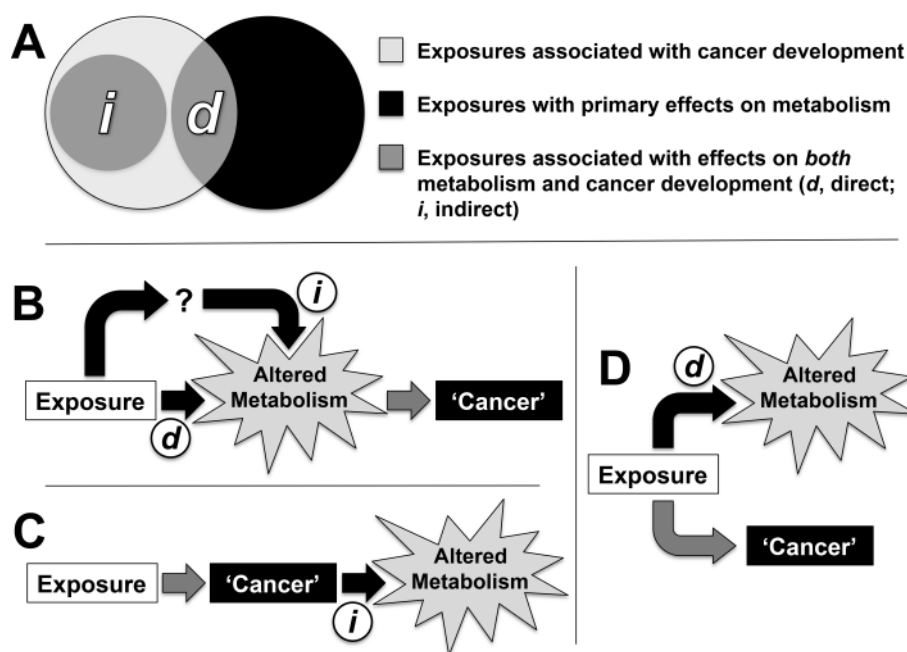 A
i
d
Exposures associated with cancer development
Exposures with primary effects on metabolism
Exposures associated with effects on both
metabolism and cancer development (d, direct;
i, indirect)
B
?
i
Altered
Metabolism
Exposure
d
'Cancer'
C
Exposure
'Cancer'
i
Altered
Metabolism
D
d
Altered
Metabolism
Exposure
'Cancer'